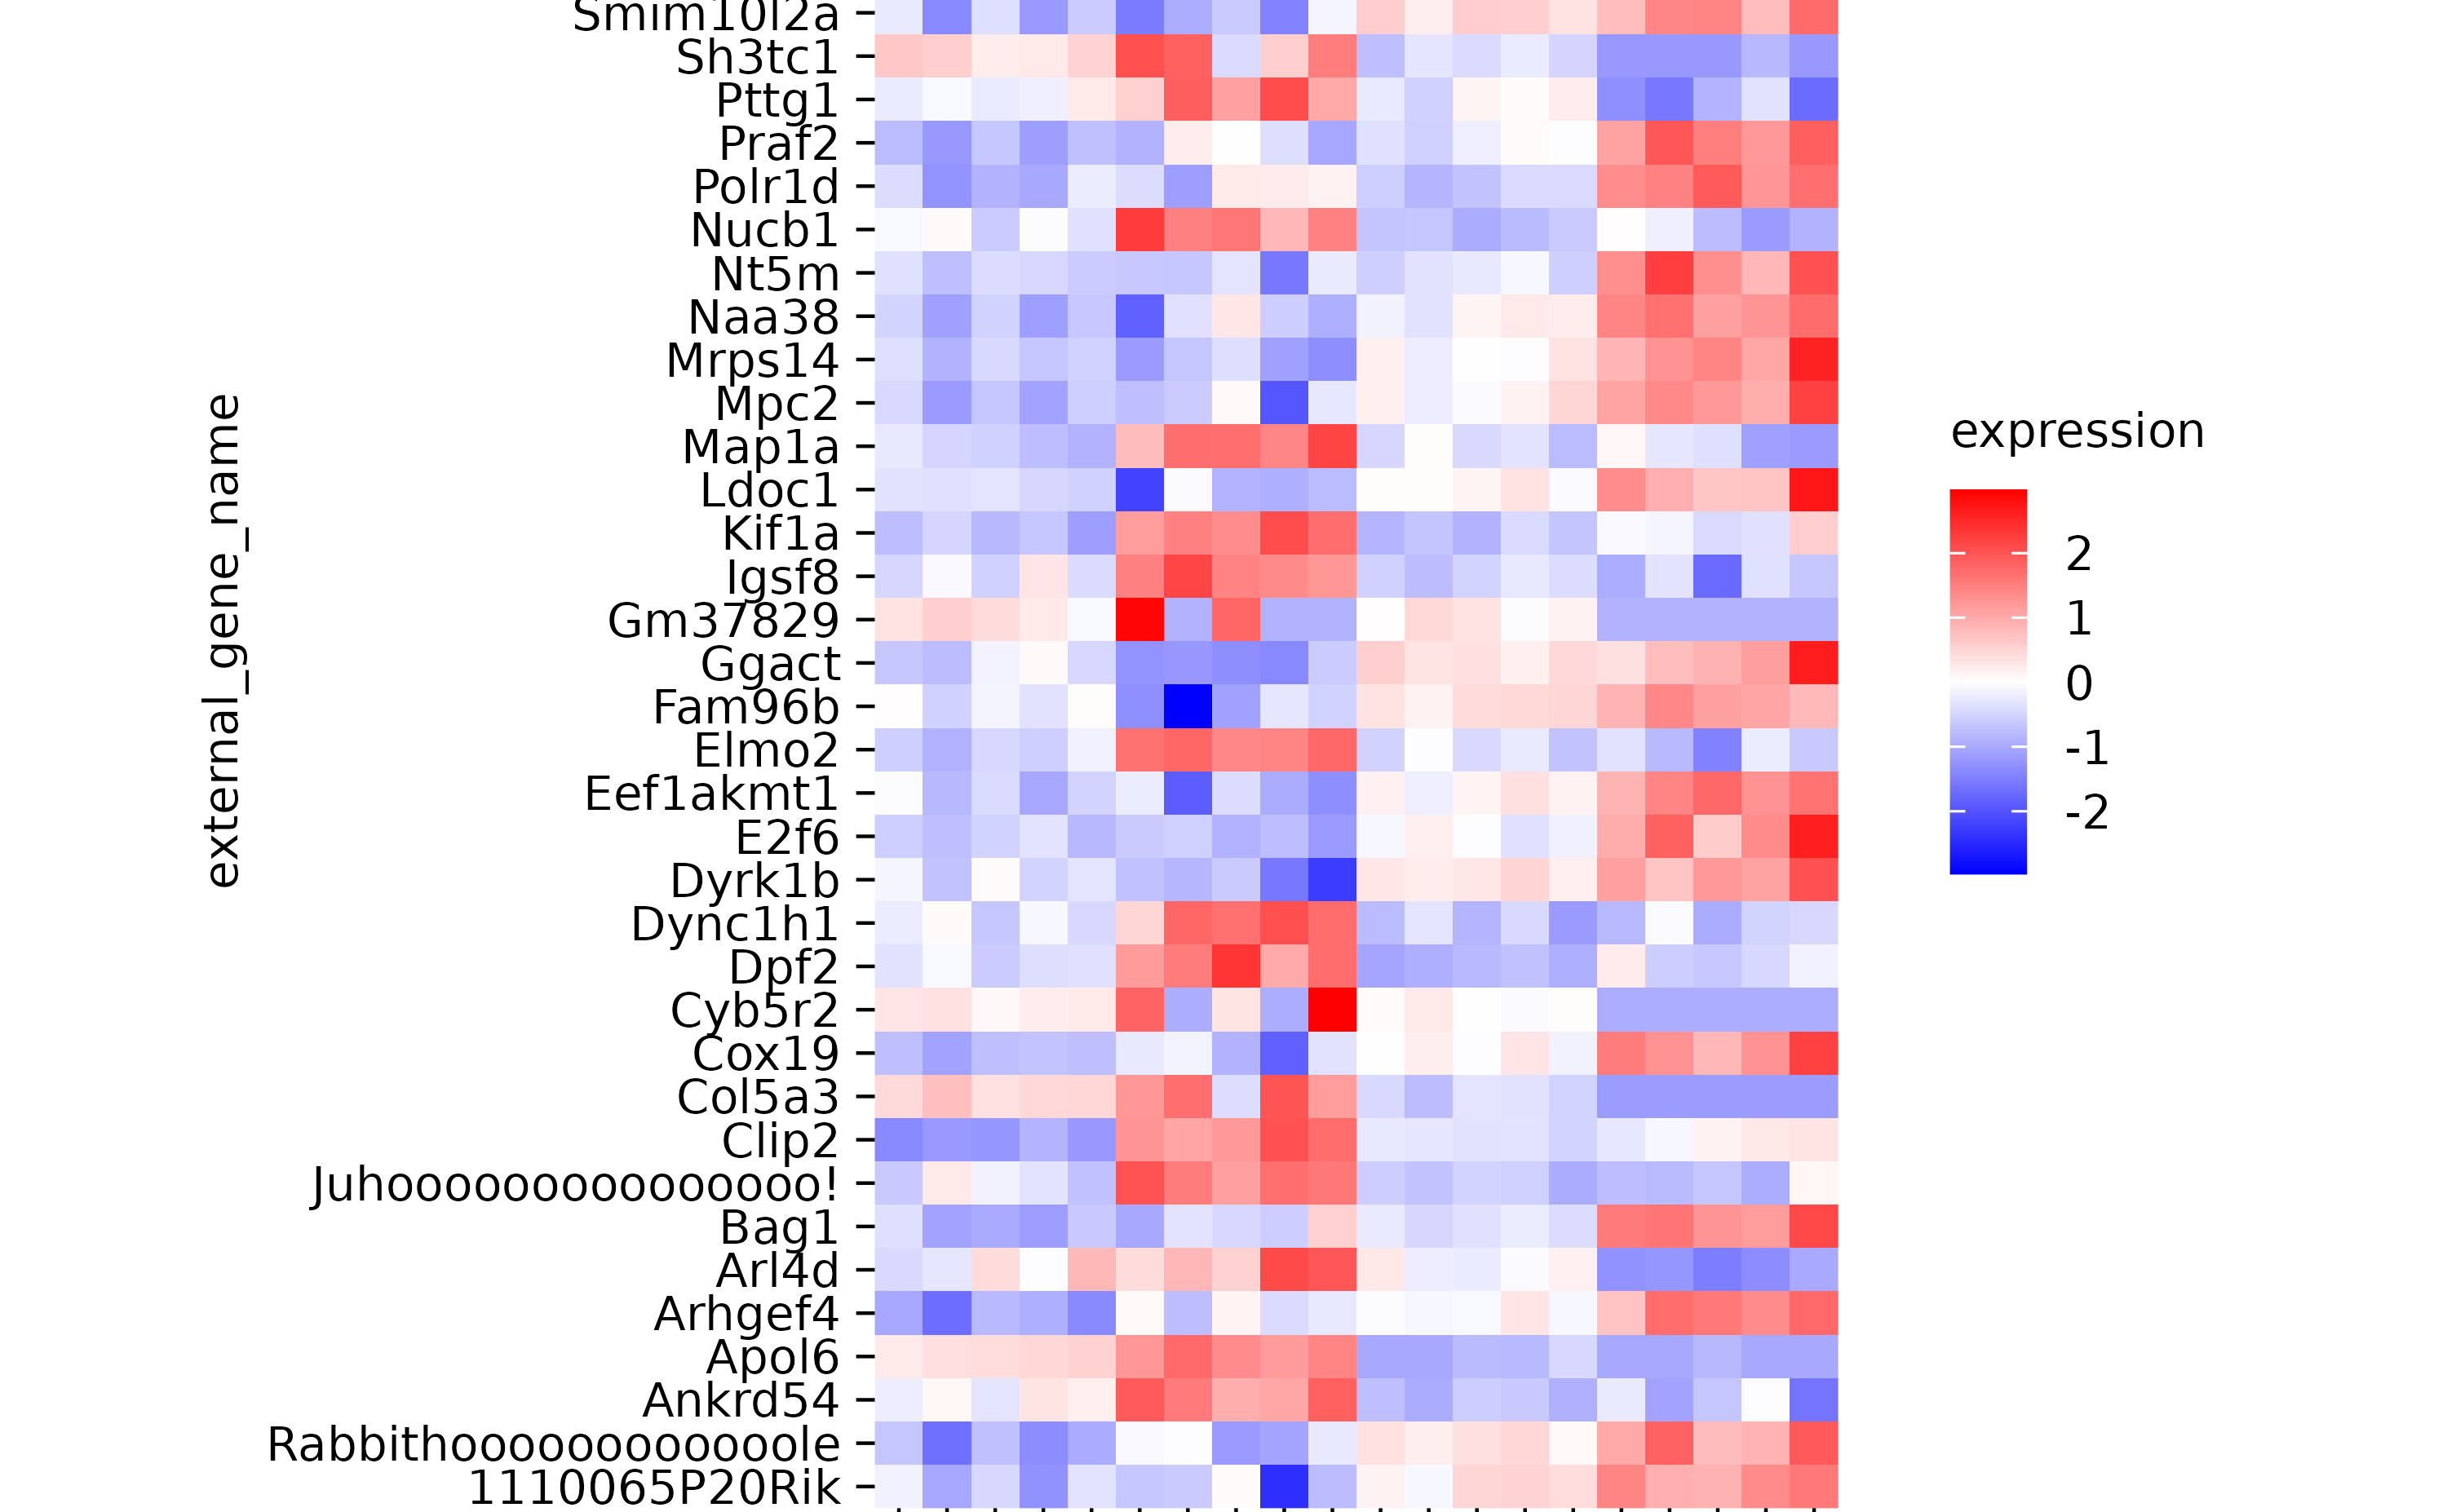 Smim10l2a
Sh3tc1
Pttg1
Praf2
Polr1d
Nucb1
Nt5m
Naa38
Mrps14
Mpc2
Map1a
Ldoc1
Kif1a
Igsf8
Gm37829
Ggact
Fam96b
Elmo2
Eef1akmt1
E2f6
Dyrk1b
Dync1h1
Dpf2
Cyb5r2
Cox19
Col5a3
Clip2
Juhooooooooooooooo!
Bag1
Arl4d
Arhgef4
Apol6
Ankrd54
Rabbithooooooooooooole
1110065P20Rik
external_gene_name
expression
2
1
0
-1
-2